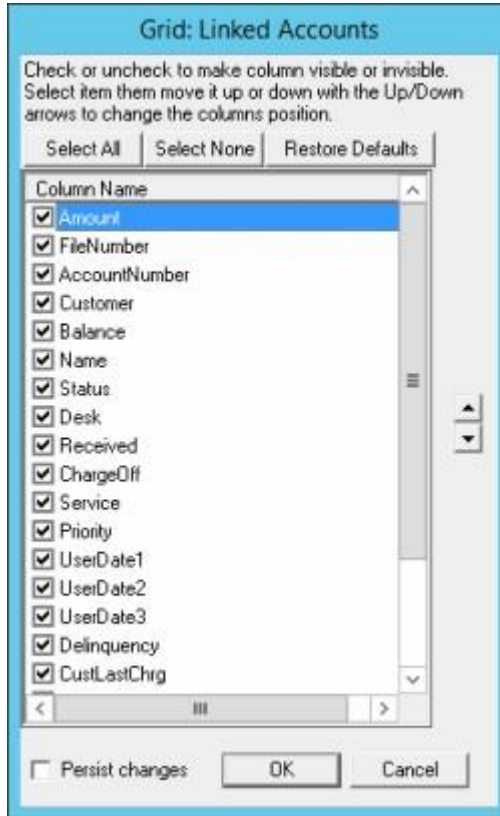 Grid: Linked Accounts
Check or uncheck to make column visible or invisible.
Select item them move it up or down with the Up/Down
arrows to change the columns position.
Select All Select None Restore Defaults
Column Name
Amount
FileNumber
AccountNumber
Customer
Balance
Name
Status
Desk
Received
ChargeOff
Service
Priority
UserDate1
UserDate2
UserDate3
Delinquency
CustLastChrg
Persist changes OK Cancel